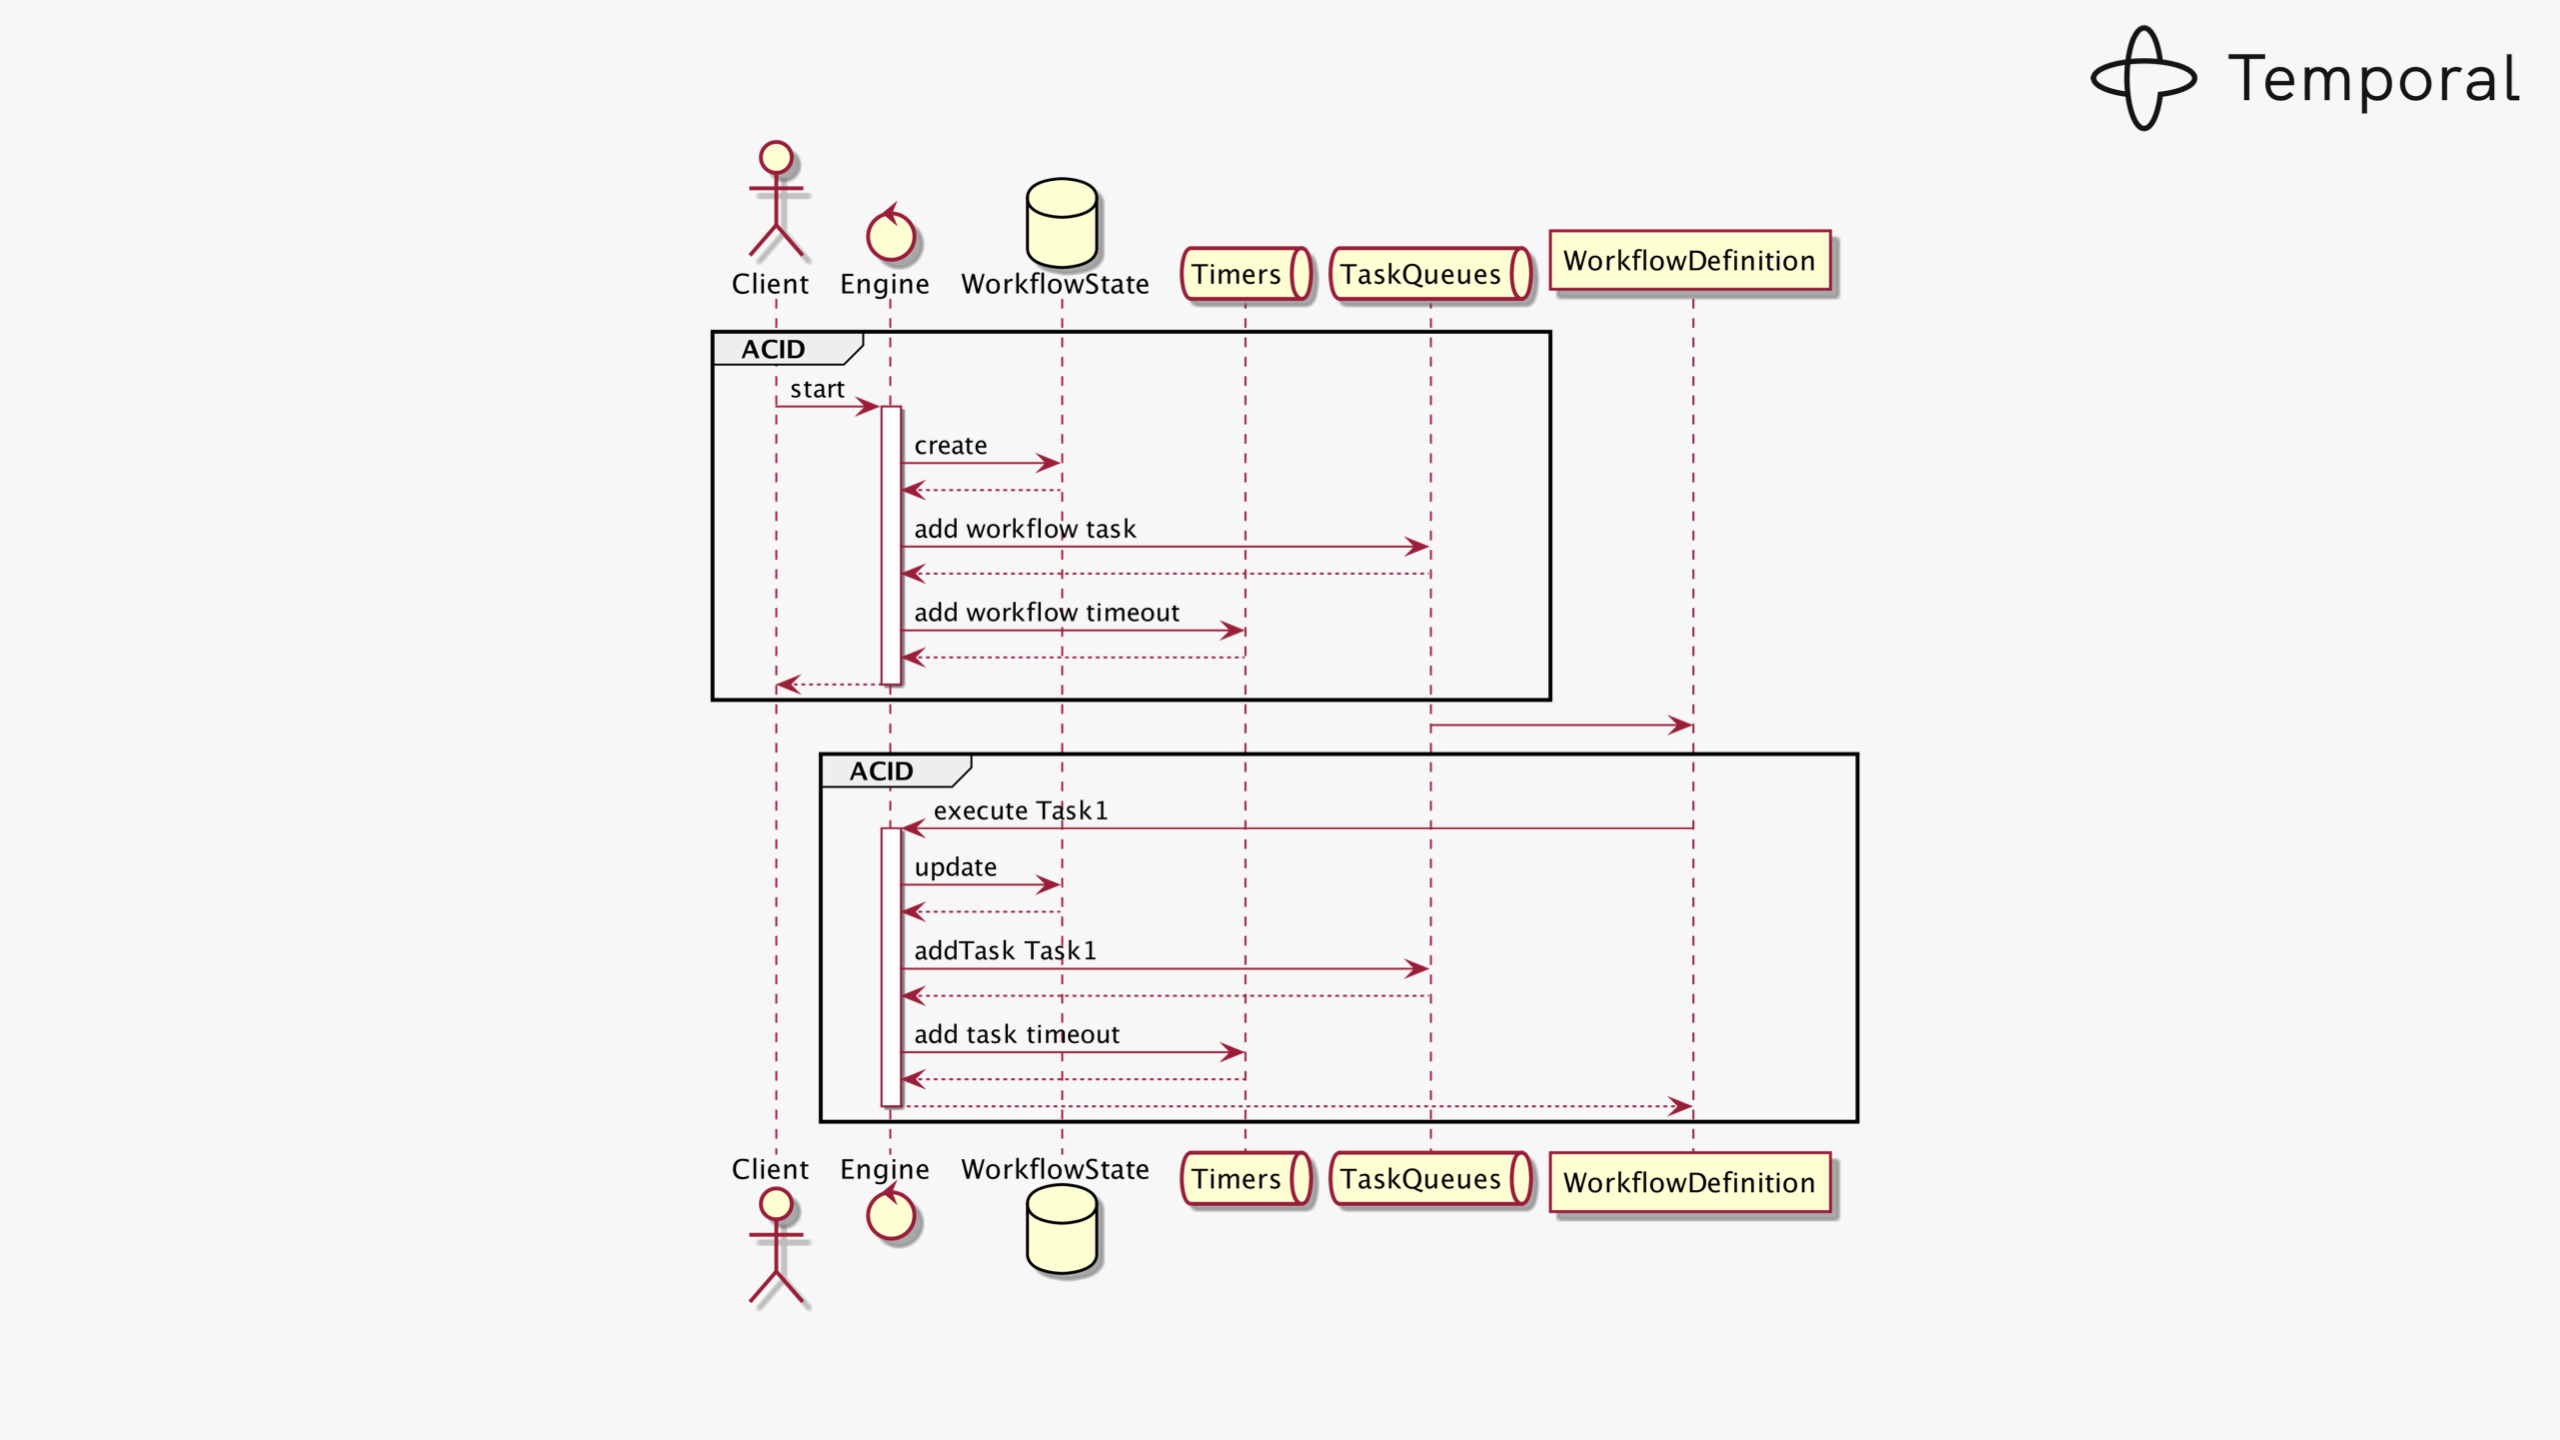 Temporal
Client
Engine
WorkflowState
Timers
TaskQueues
WorkflowDefinition
ACID
start
create
add workflow task
add workflow timeout
ACID
execute Task1
update
addTask Task1
add task timeout
Client
Engine
WorkflowState
Timers
TaskQueues
WorkflowDefinition